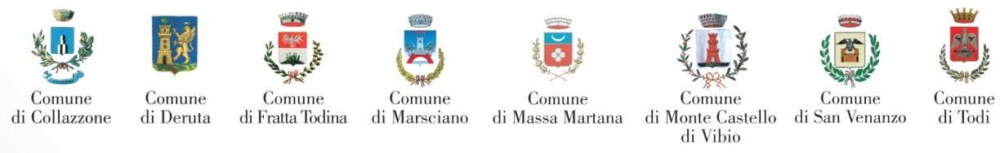 Comune
di Collazzone
Comune
di Deruta
Comune
di Fratta Todina
Comune
di Marsciano
Comune
di Massa Martana
Comune
di Monte Castello
di Vibio
Comune
di San Venanzo
Comune
di Todi